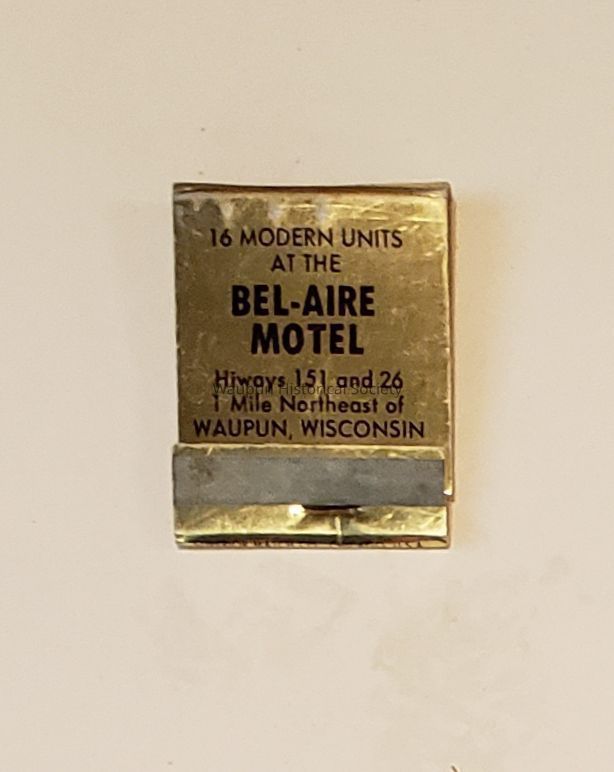 16 MODERN UNITS
AT THE
BEL-AIRE
MOTEL
Hiways 151 and 26
Waupun Historical Society
1 Mile Northeast of
WAUPUN, WISCONSIN